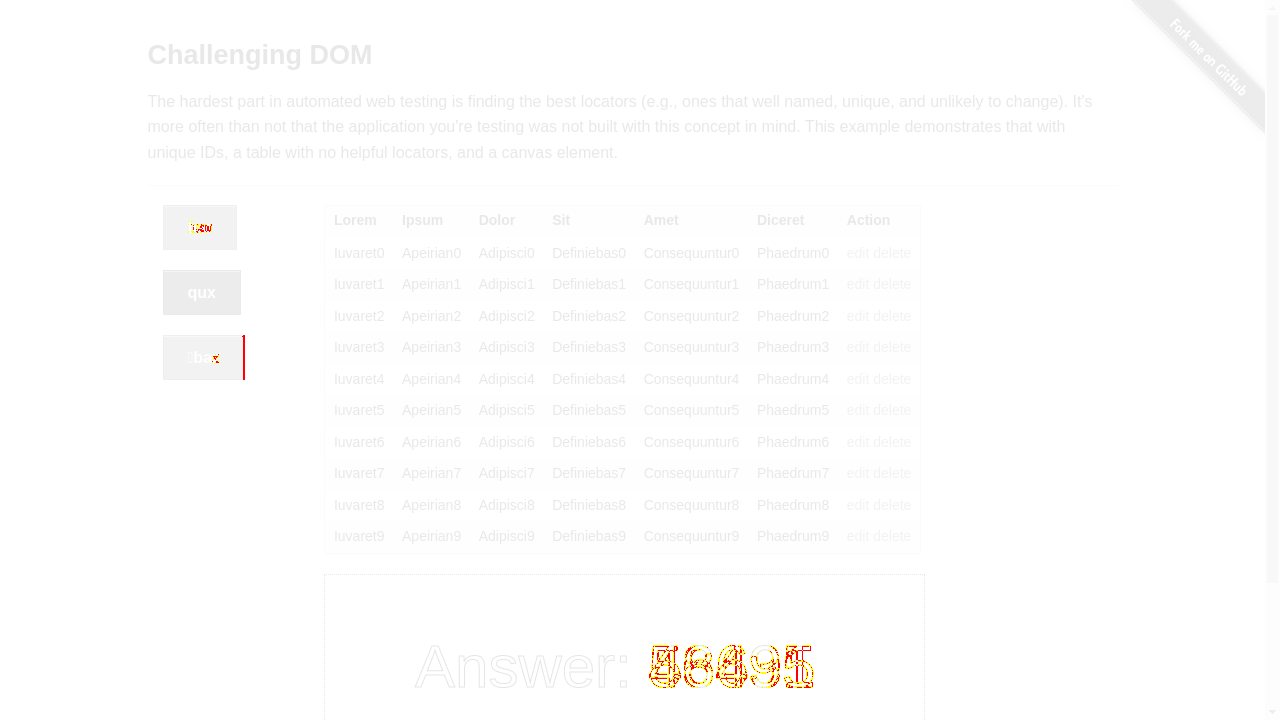 Fork me on GitHub
Challenging DOM
The hardest part in automated web testing is finding the best locators (e.g., ones that well named, unique, and unlikely to change). It's
more often than not that the application you're testing was not built with this concept in mind. This example demonstrates that with
unique IDs, a table with no helpful locators, and a canvas element.
qux
Lorem Ipsum Dolor Sit Amet Diceret Action
Iuvaret0 Apeirian0 Adipisci0 Definiebas0 Consequuntur0 Phaedrum0 edit delete
Iuvaret1 Apeirian1 Adipisci1 Definiebas1 Consequuntur1 Phaedrum1 edit delete
Iuvaret2 Apeirian2 Adipisci2 Definiebas2 Consequuntur2 Phaedrum2 edit delete
Iuvaret3 Apeirian3 Adipisci3 Definiebas3 Consequuntur3 Phaedrum3 edit delete
Iuvaret4 Apeirian4 Adipisci4 Definiebas4 Consequuntur4 Phaedrum4 edit delete
Iuvaret5 Apeirian5 Adipisci5 Definiebas5 Consequuntur5 Phaedrum5 edit delete
Iuvaret6 Apeirian6 Adipisci6 Definiebas6 Consequuntur6 Phaedrum6 edit delete
Iuvaret7 Apeirian7 Adipisci7 Definiebas7 Consequuntur7 Phaedrum7 edit delete
Iuvaret8 Apeirian8 Adipisci8 Definiebas8 Consequuntur8 Phaedrum8 edit delete
Iuvaret9 Apeirian9 Adipisci9 Definiebas9 Consequuntur9 Phaedrum9 edit delete
Answer: